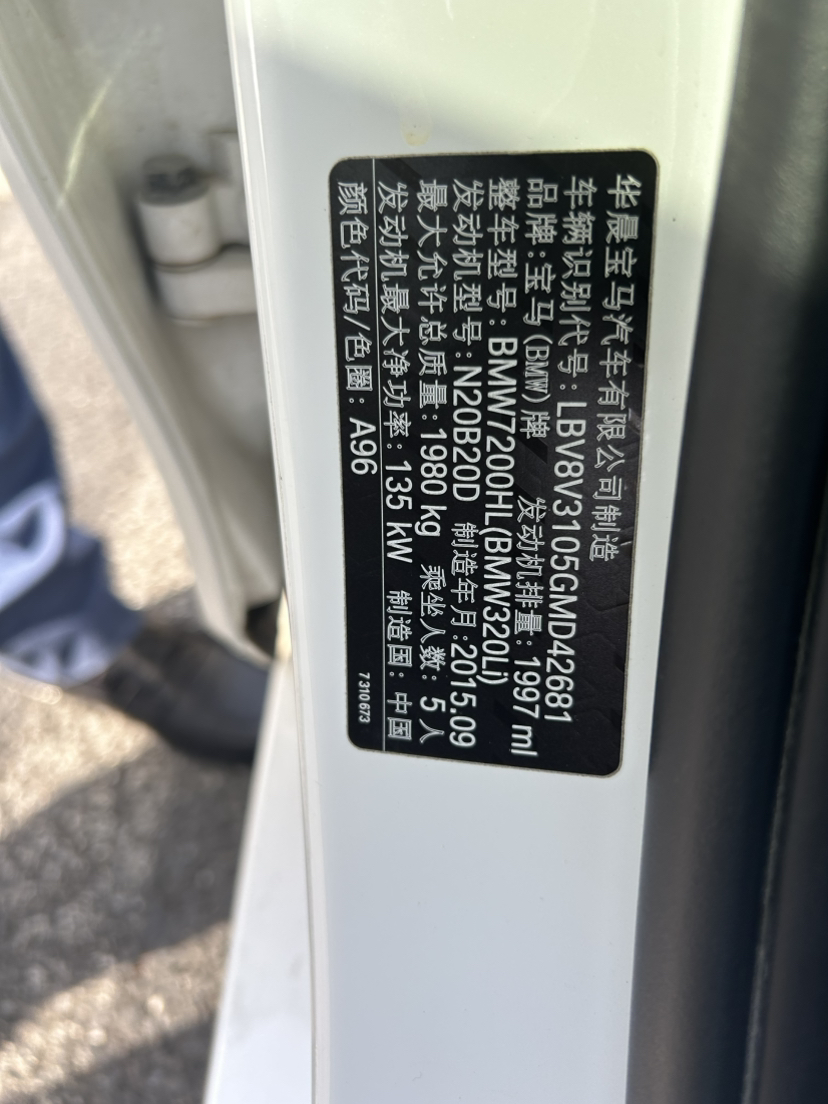 华晨宝马汽车有限公司制造
车辆识别代号:LBV8V3105GMD42681
品牌:宝马(BMW)牌 发动机排量:1997 ml
整车型号:BMW7200HL(BMW320Li)
发动机型号:N20B20D 制造年月:2015.09
最大允许总质量:1980 kg 乘坐人数:5人
发动机最大净功率:135 kW 制造国:中国
颜色代码/色圈:A96
7 310 673